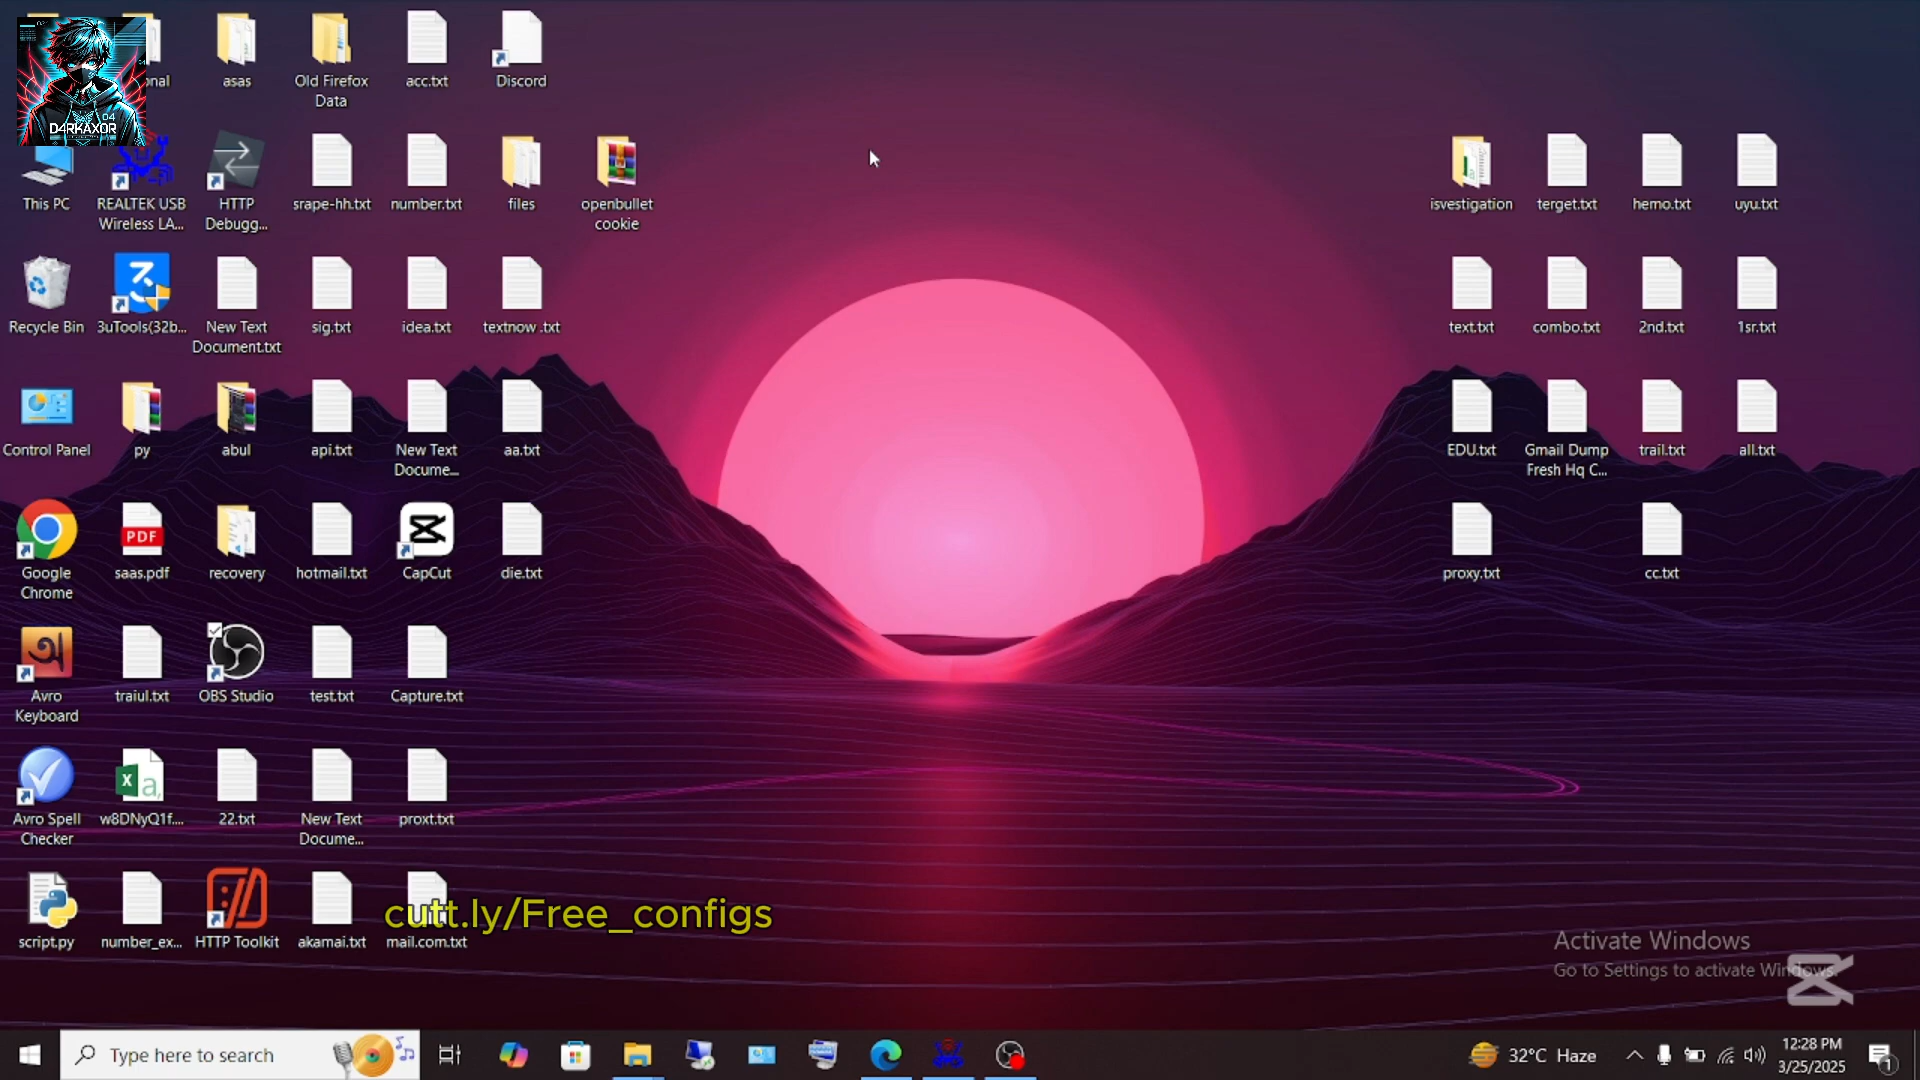 D4RKAXOR
04
onal
asas
Old Firefox
Data
acc.txt
Discord
This PC
REALTEK USB
Wireless LA...
HTTP
Debugg...
srape-hh.txt
number.txt
files
openbullet
cookie
isvestigation
terget.txt
hemo.txt
uyu.txt
Recycle Bin
3uTools(32b...
New Text
Document.txt
sig.txt
idea.txt
textnow .txt
text.txt
combo.txt
2nd.txt
1sr.txt
Control Panel
py
abul
api.txt
New Text
Docume...
aa.txt
EDU.txt
Gmail Dump
Fresh Hq C...
trail.txt
all.txt
Google
Chrome
PDF
saas.pdf
recovery
hotmail.txt
CapCut
die.txt
proxy.txt
cc.txt
অ
Avro
Keyboard
traiul.txt
OBS Studio
test.txt
Capture.txt
Avro Spell
Checker
w8DNyQ1f....
22.txt
New Text
Docume...
proxt.txt
script.py
number_ex...
HTTP Toolkit
akamai.txt
mail.com.txt
cutt.ly/Free_configs
Activate Windows
Go to Settings to activate Windows.
Type here to search
32°C Haze
12:28 PM
3/25/2025
1